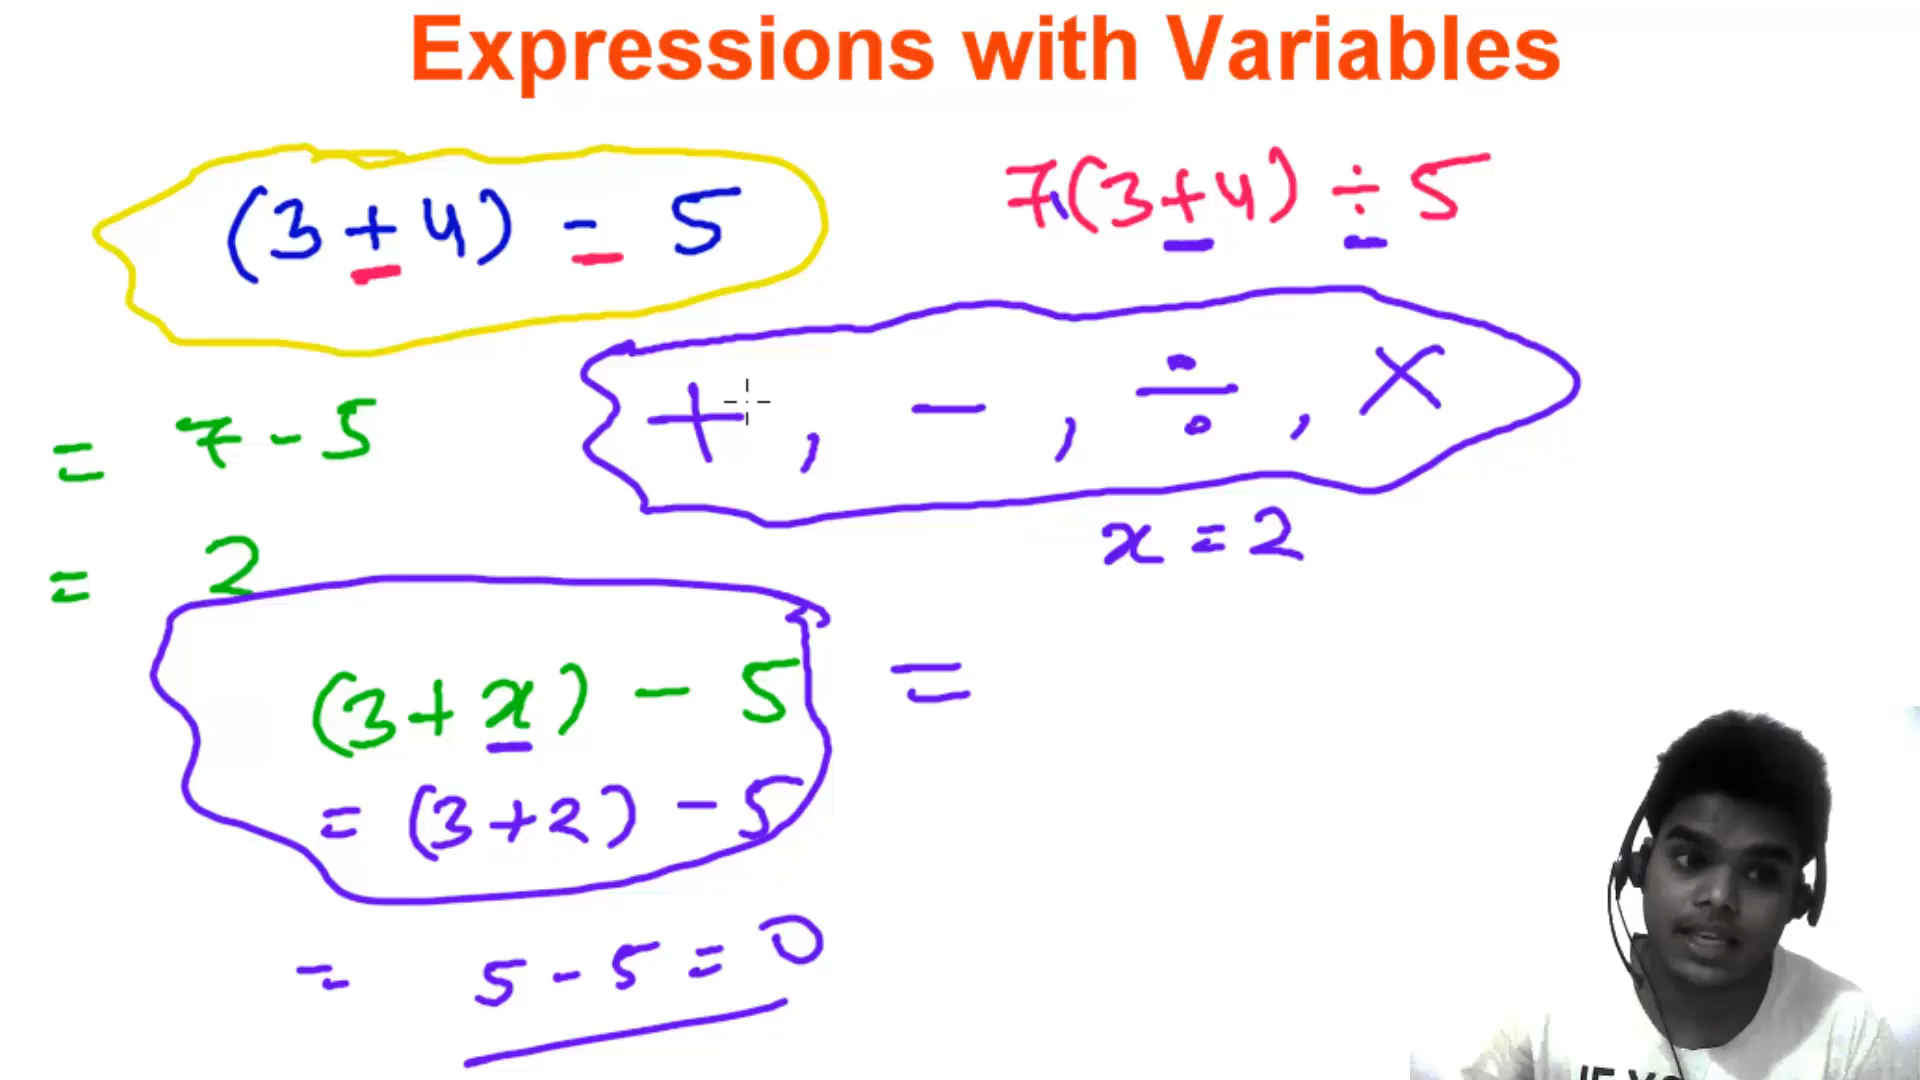 Expressions with Variables
(3+4) - 5
7(3+4) ÷ 5
+ , - , ÷ , ×
= 7 - 5
x = 2
= 2
(3+x) - 5 =
= (3+2) - 5
= 5 - 5 = 0